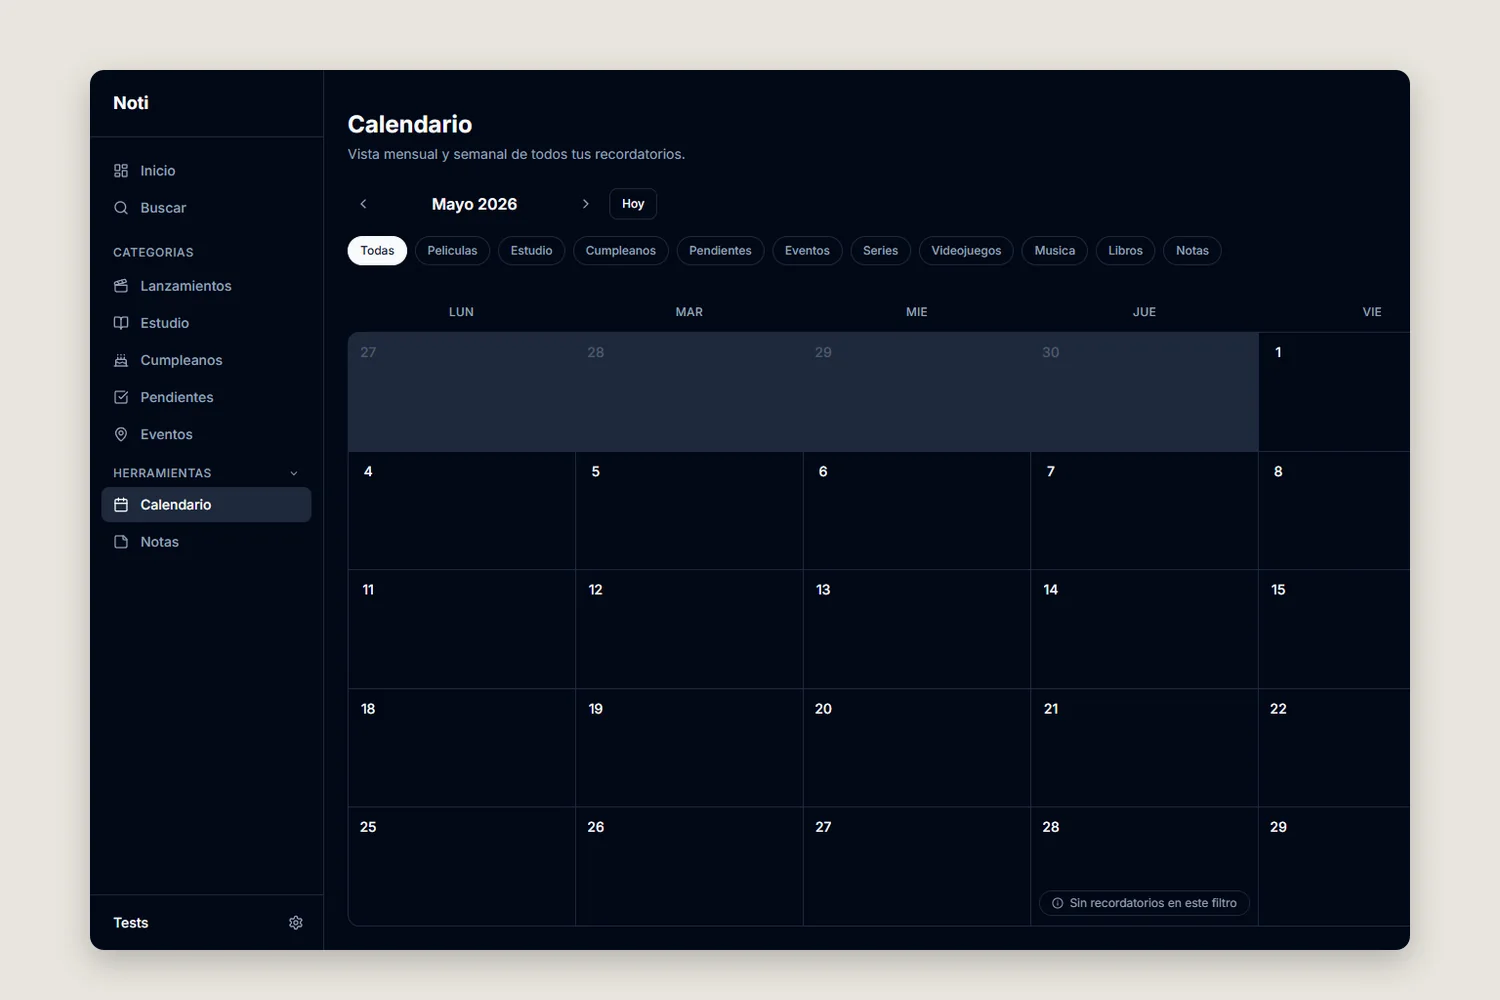 Noti
Inicio
Buscar
CATEGORIAS
Lanzamientos
Estudio
Cumpleanos
Pendientes
Eventos
HERRAMIENTAS
Calendario
Notas
Tests
Calendario
Vista mensual y semanal de todos tus recordatorios.
Mayo 2026 Hoy
Todas Peliculas Estudio Cumpleanos Pendientes Eventos Series Videojuegos Musica Libros Notas
LUN MAR MIE JUE VIE
27 28 29 30 1
4 5 6 7 8
11 12 13 14 15
18 19 20 21 22
25 26 27 28 29
Sin recordatorios en este filtro